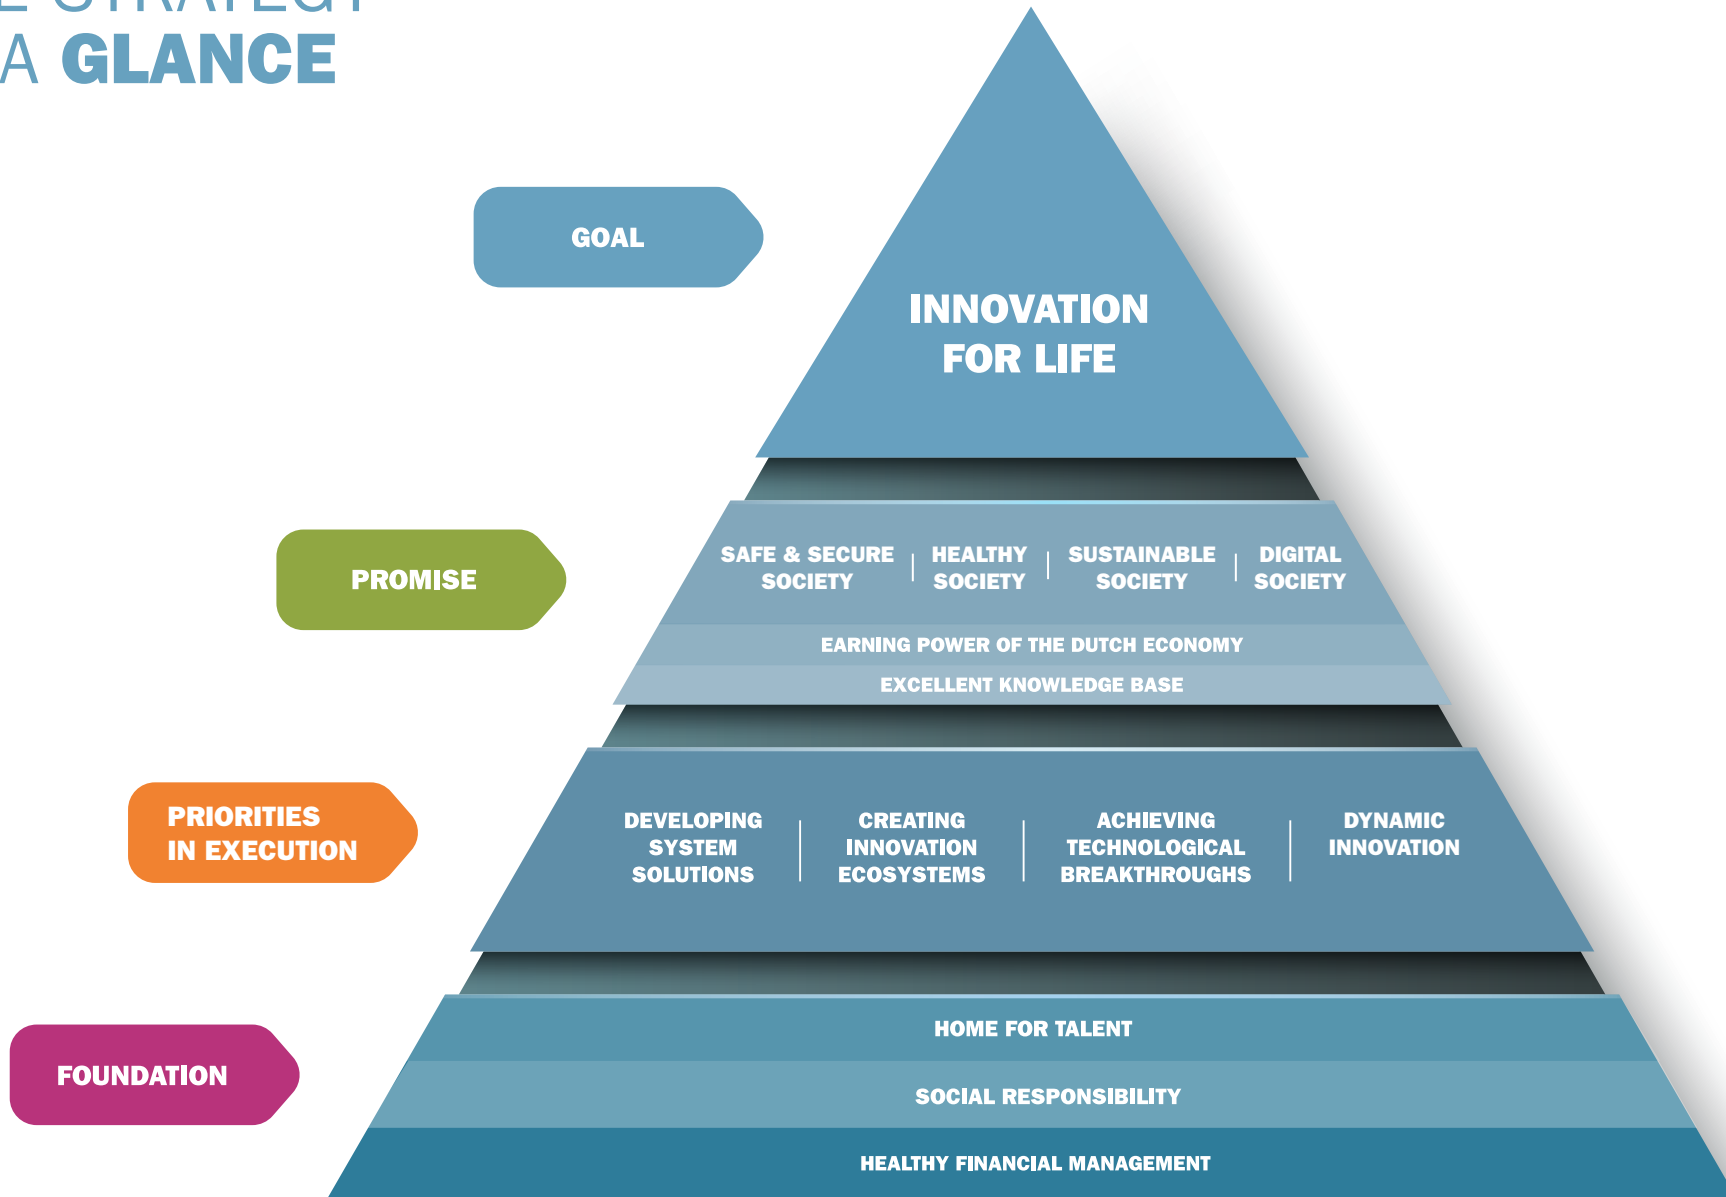 STRATEGY
A GLANCE
GOAL
INNOVATION
FOR LIFE
PROMISE
SAFE & SECURE
SOCIETY
HEALTHY
SOCIETY
SUSTAINABLE
SOCIETY
DIGITAL
SOCIETY
EARNING POWER OF THE DUTCH ECONOMY
EXCELLENT KNOWLEDGE BASE
PRIORITIES
IN EXECUTION
DEVELOPING
SYSTEM
SOLUTIONS
CREATING
INNOVATION
ECOSYSTEMS
ACHIEVING
TECHNOLOGICAL
BREAKTHROUGHS
DYNAMIC
INNOVATION
FOUNDATION
HOME FOR TALENT
SOCIAL RESPONSIBILITY
HEALTHY FINANCIAL MANAGEMENT